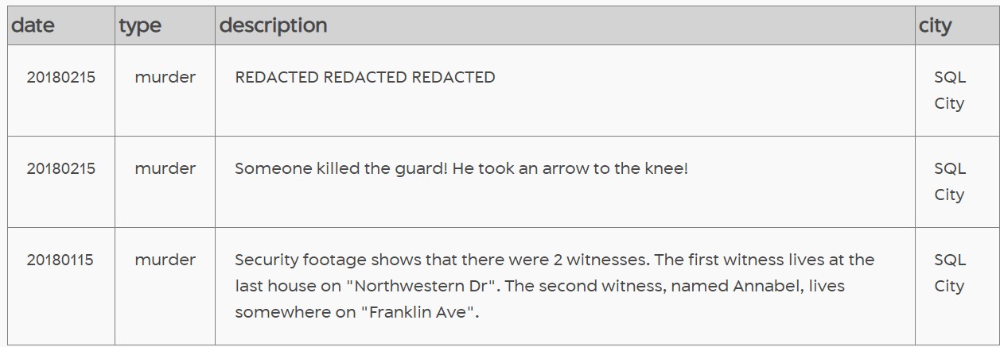 date type description city
20180215 murder REDACTED REDACTED REDACTED SQL
City
20180215 murder Someone killed the guard! He took an arrow to the knee! SQL
City
20180115 murder Security footage shows that there were 2 witnesses. The first witness lives at the SQL
last house on "Northwestern Dr". The second witness, named Annabel, lives City
somewhere on "Franklin Ave".